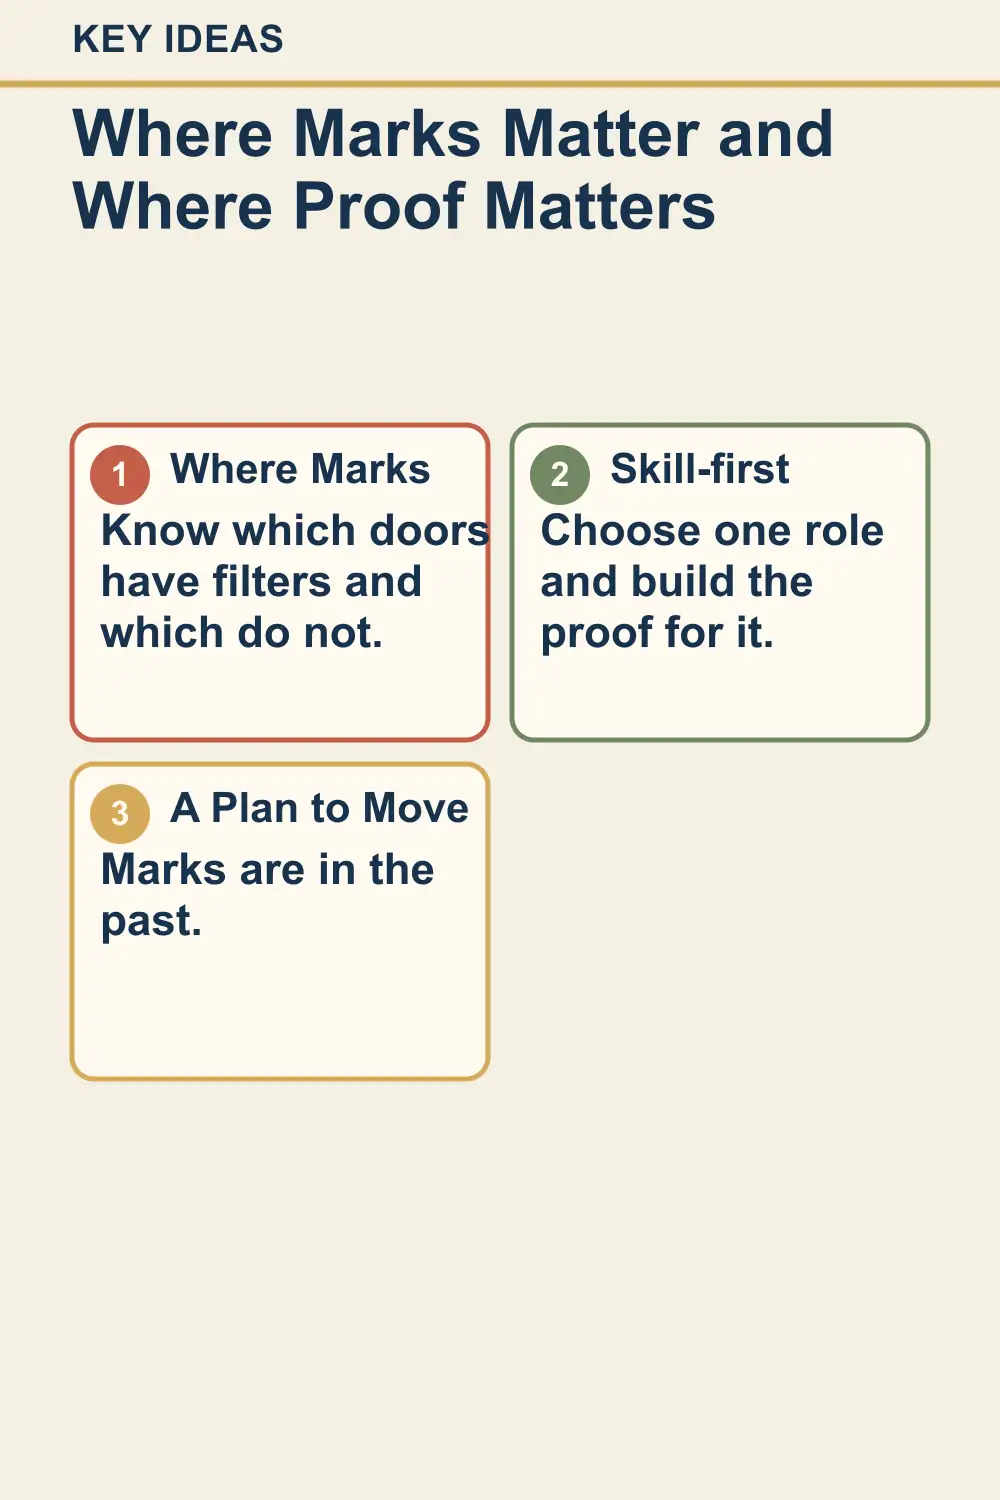 KEY IDEAS
Where Marks Matter and
Where Proof Matters
1 Where Marks
Know which doors
have filters and
which do not.
2 Skill-first
Choose one role
and build the
proof for it.
3 A Plan to Move
Marks are in the
past.